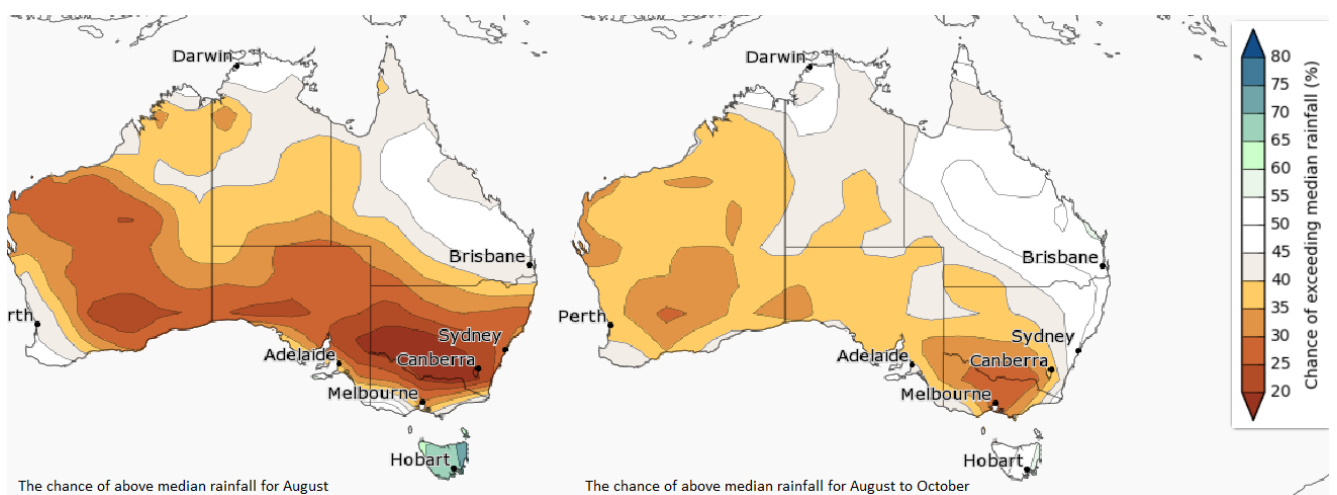 Darwin
Brisbane
rth
Sydney
Adelaide
Canberra
Melbourne
Hobart
The chance of above median rainfall for August
Darwin
Brisbane
Perth
Sydney
Adelaide
Canberra
Melbourne
Hobart
The chance of above median rainfall for August to October
80
75
70
65
60
55
50
45
40
35
30
25
20
Chance of exceeding median rainfall (%)